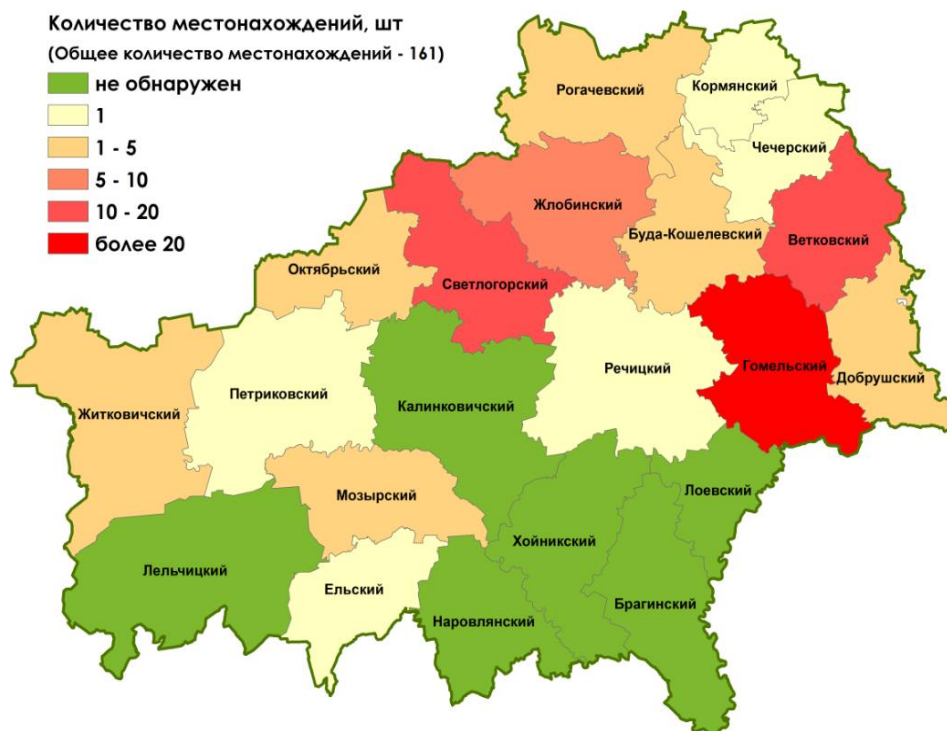 Количество местонахождений, шт
(Общее количество местонахождений - 161)
не обнаружен
1
1 - 5
5 - 10
10 - 20
более 20
Рогачевский
Кормянский
Чечерский
Жлобинский
Буда-Кошелевский
Ветковский
Октябрьский
Светлогорский
Речицкий
Гомельский
Добрушский
Житковичский
Петриковский
Калинковичский
Мозырский
Лоевский
Хойникский
Лельчицкий
Ельский
Наровлянский
Брагинский